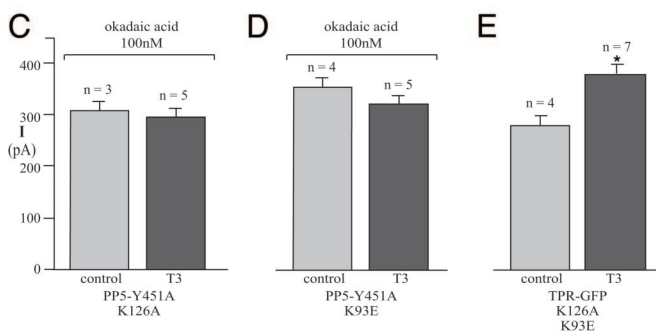 C
okadaic acid
100nM
400
300
200
100
0
I
(pA)
n = 3
n = 5
control
T3
PP5-Y451A
K126A
D
okadaic acid
100nM
n = 4
n = 5
control
T3
PP5-Y451A
K93E
E
n = 4
n = 7
*
control
T3
TPR-GFP
K126A
K93E